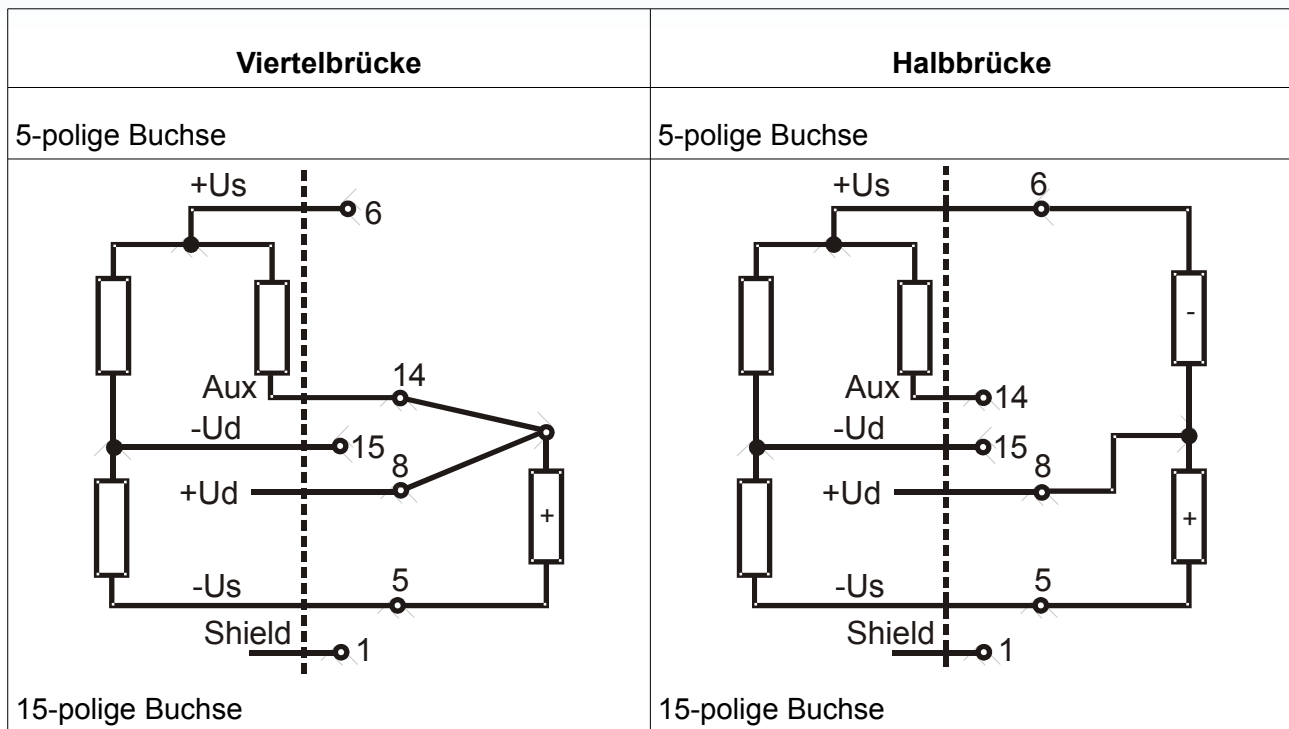 Viertelbrücke
Halbbrücke
5-polige Buchse
5-polige Buchse
+Us
6
Aux
14
-Ud
15
8
+Ud
+
-Us
5
Shield
1
15-polige Buchse
+Us
6
-
Aux
14
-Ud
15
8
+Ud
+
-Us
5
Shield
1
15-polige Buchse